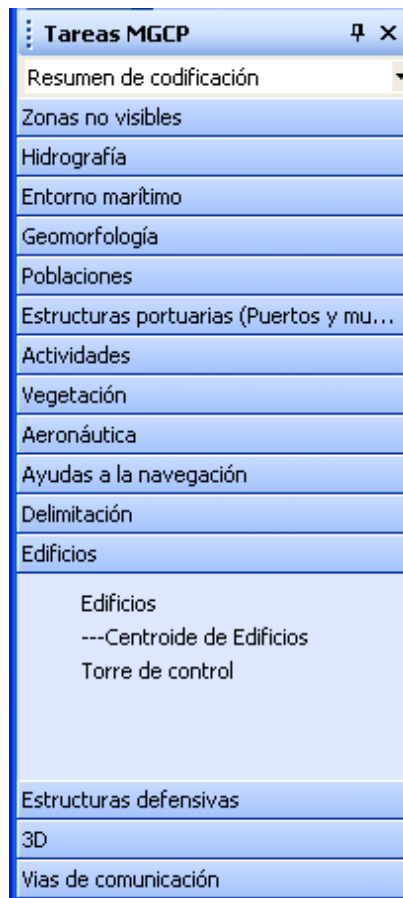 Tareas MGCP
Resumen de codificación
Zonas no visibles
Hidrografía
Entorno marítimo
Geomorfología
Poblaciones
Estructuras portuarias (Puertos y mu...
Actividades
Vegetación
Aeronáutica
Ayudas a la navegación
Delimitación
Edificios
Edificios
---Centroide de Edificios
Torre de control
Estructuras defensivas
3D
Vias de comunicación